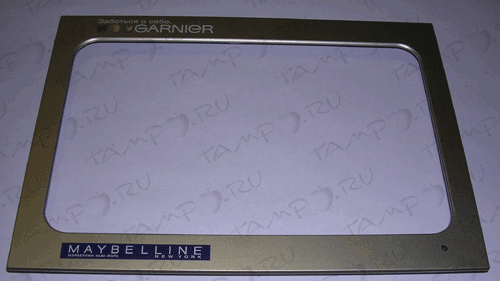 Заботься о себе.
GARNIER
MAYBELLINE
NEW YORK
TAMPO.RU